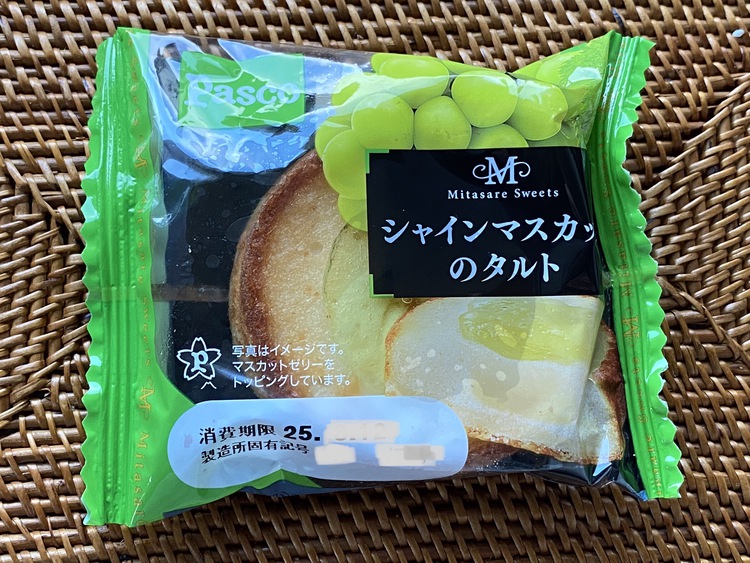 Pasco
M
Mitasare Sweets
シャインマスカッ
のタルト
写真はイメージです。
マスカットゼリーを
トッピングしています。
消費期限 25.
製造所固有記号
Mitasa